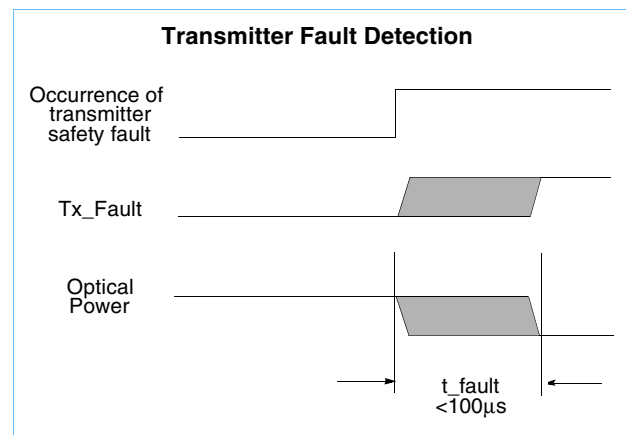 Transmitter Fault Detection
Occurrence of
transmitter
safety fault
Tx_Fault
Optical
Power
t_fault
<100μs